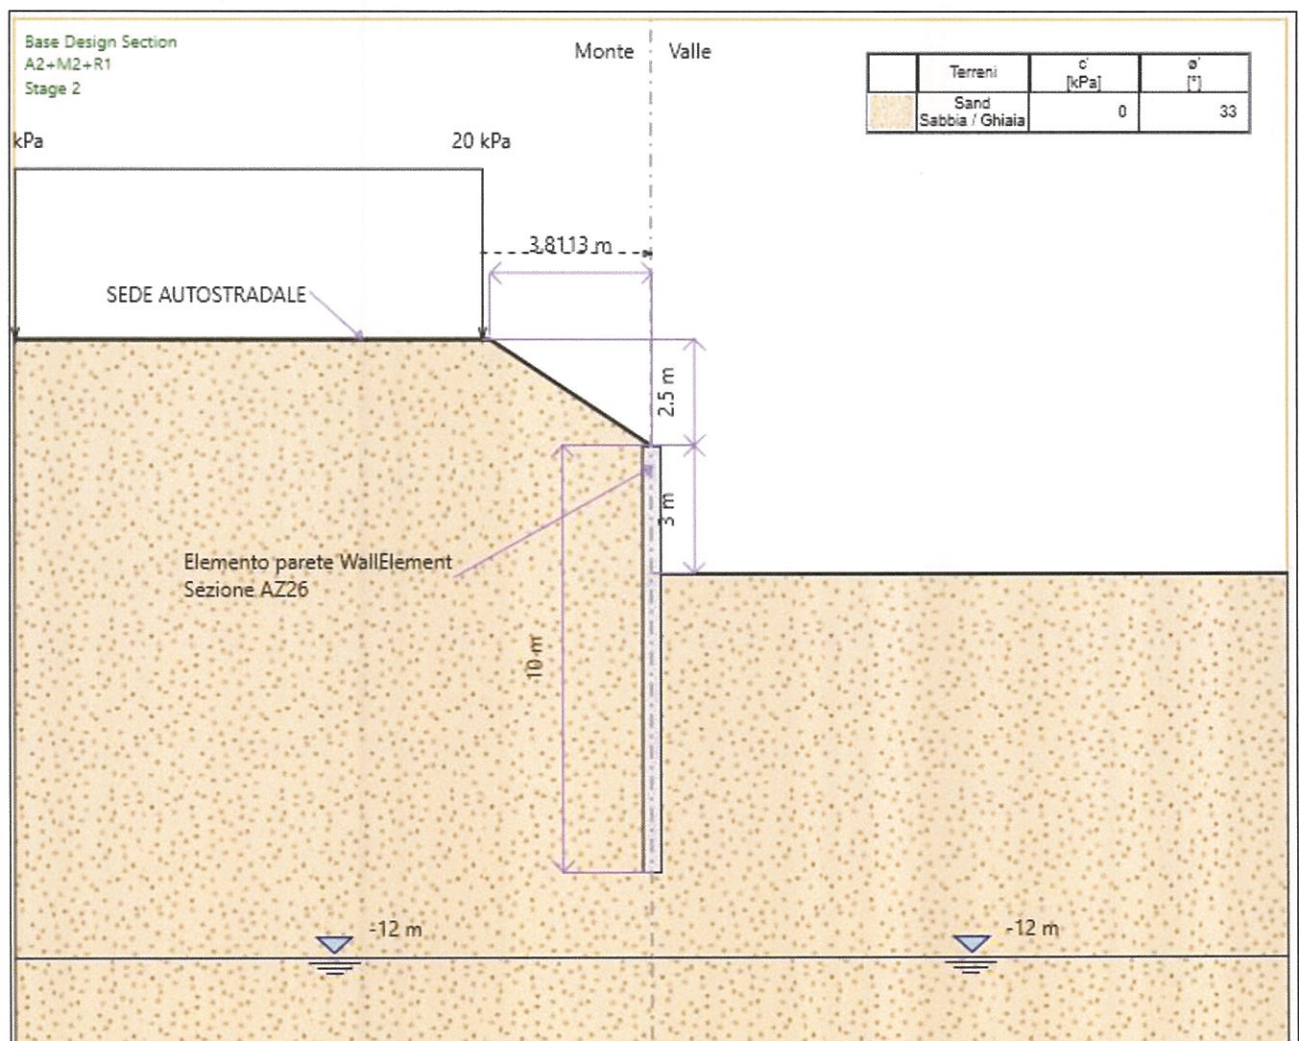 Base Design Section
A2+M2+R1
Stage 2
Monte
Valle
Terreni
c'
[kPa]
ø'
[°]
Sand
Sabbia / Ghiaia
0
33
kPa
20 kPa
3.8113 m
SEDE AUTOSTRADALE
2.5 m
3 m
Elemento parete WallElement
Sezione AZ26
10 m
-12 m
-12 m